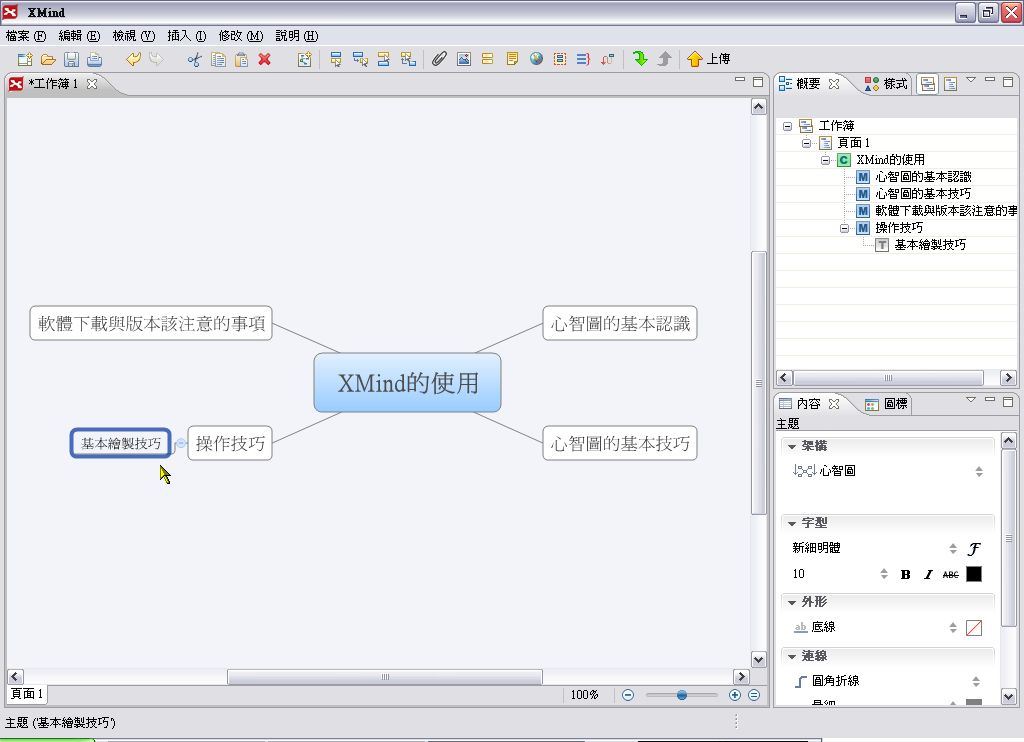 XMind
檔案 (F) 編輯 (E) 檢視 (V) 插入 (I) 修改 (M) 說明 (H)
上傳
*工作簿 1
概要
樣式
工作簿
頁面 1
C XMind的使用
M 心智圖的基本認識
M 心智圖的基本技巧
M 軟體下載與版本該注意的事
M 操作技巧
T 基本繪製技巧
軟體下載與版本該注意的事項
心智圖的基本認識
XMind的使用
基本繪製技巧
操作技巧
心智圖的基本技巧
內容
圖標
主題
架構
心智圖
字型
新細明體
10 B I ABC
外形
ab 底線
連線
圓角折線
頁面 1
100%
主題 ('基本繪製技巧')